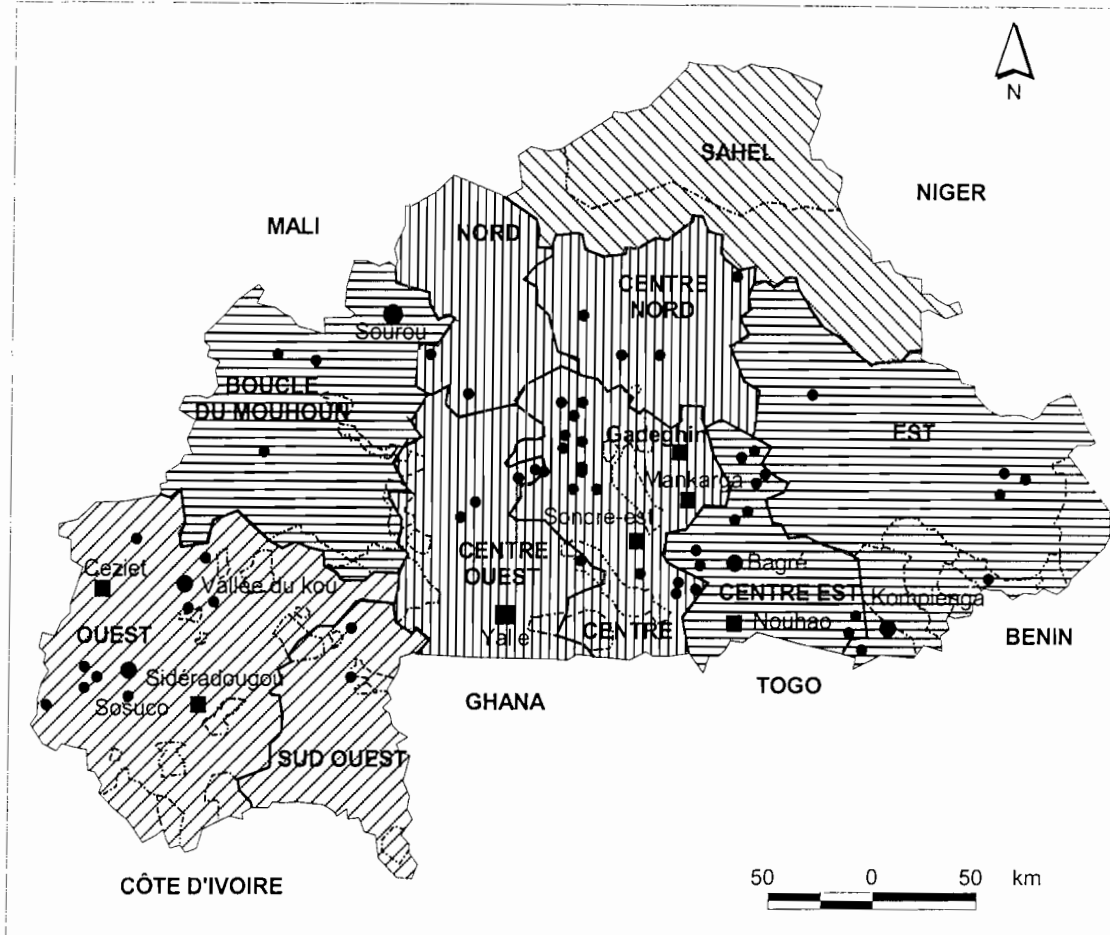 N
SAHEL
NIGER
MALI
NORD
CENTRE
NORD
Sourou
BOUCLE
DU MOUHOUN
EST
Gadeghin
Mankarga
Sondre-est
CENTRE
OUEST
Bagré
Ceziet
Vallée du kou
CENTRE EST
Kompienga
OUEST
Yalle
CENTRE
Nouhao
BENIN
Sidéradougou
TOGO
Sosuco
GHANA
SUD OUEST
CÔTE D'IVOIRE
50 0 50 km